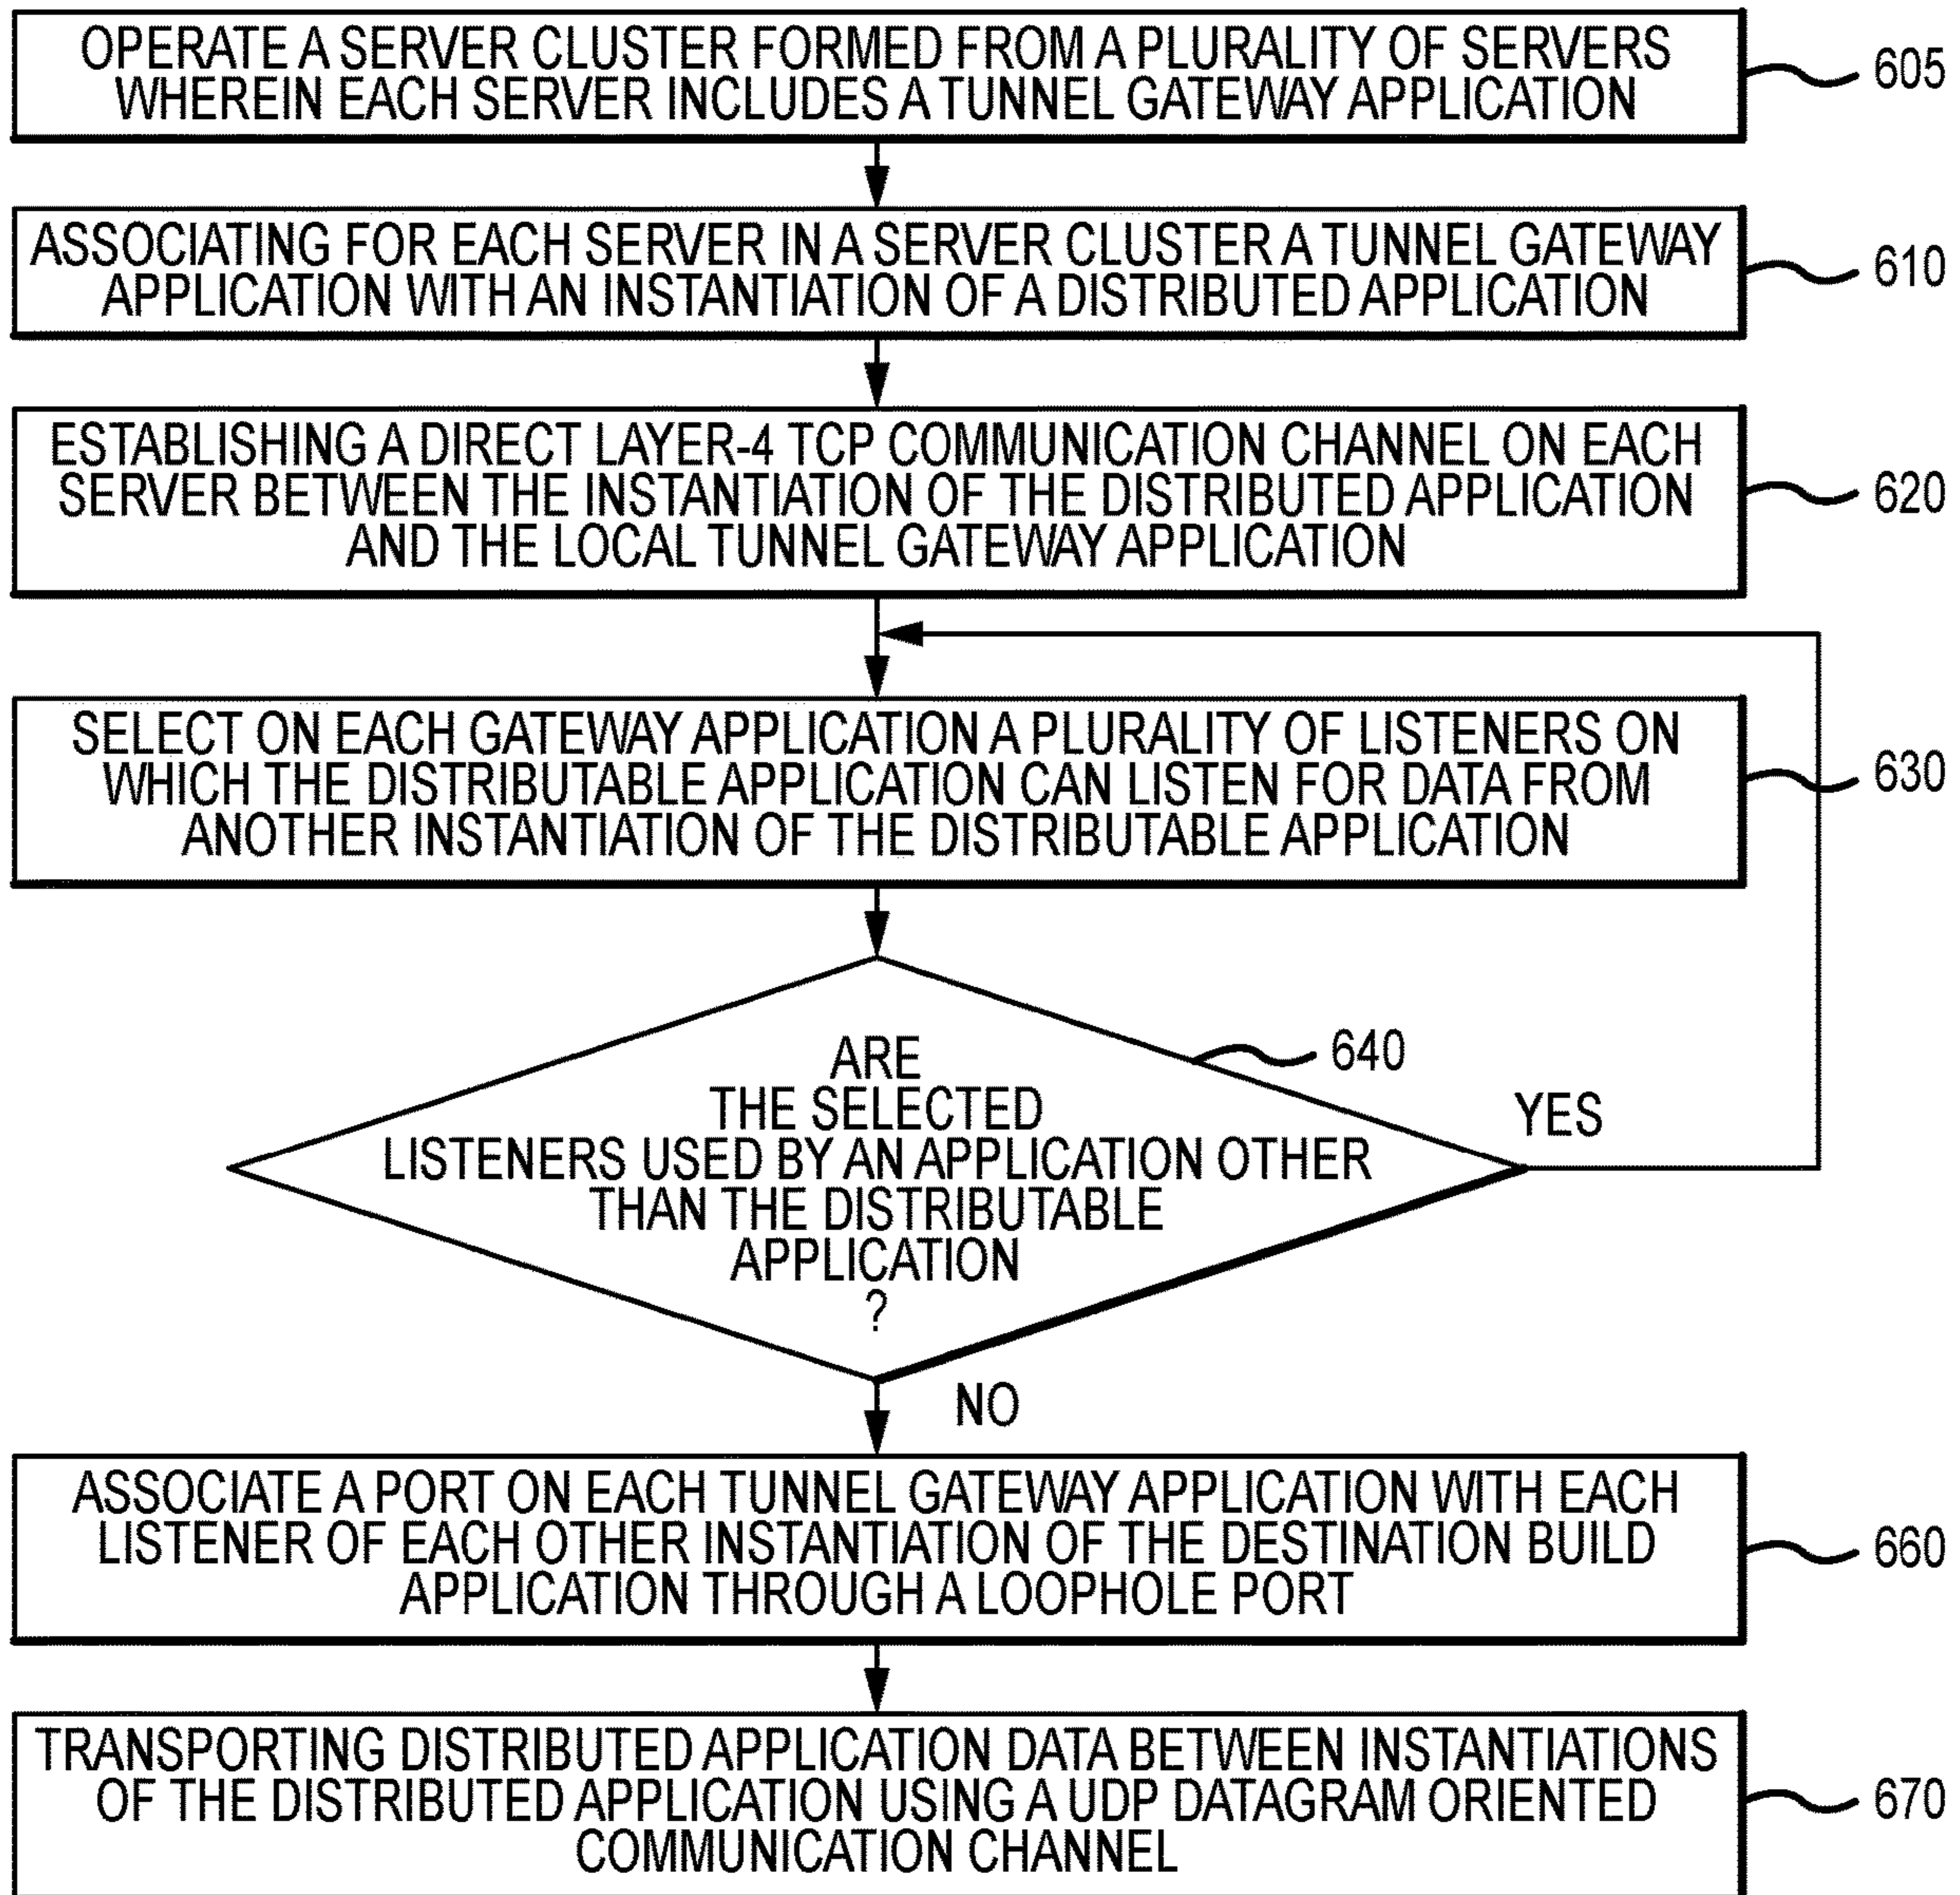 OPERATE A SERVER CLUSTER FORMED FROM A PLURALITY OF SERVERS
WHEREIN EACH SERVER INCLUDES A TUNNEL GATEWAY APPLICATION
605
ASSOCIATING FOR EACH SERVER IN A SERVER CLUSTER A TUNNEL GATEWAY
APPLICATION WITH AN INSTANTIATION OF A DISTRIBUTED APPLICATION
610
ESTABLISHING A DIRECT LAYER-4 TCP COMMUNICATION CHANNEL ON EACH
SERVER BETWEEN THE INSTANTIATION OF THE DISTRIBUTED APPLICATION
AND THE LOCAL TUNNEL GATEWAY APPLICATION
620
SELECT ON EACH GATEWAY APPLICATION A PLURALITY OF LISTENERS ON
WHICH THE DISTRIBUTABLE APPLICATION CAN LISTEN FOR DATA FROM
ANOTHER INSTANTIATION OF THE DISTRIBUTABLE APPLICATION
630
ARE
THE SELECTED
LISTENERS USED BY AN APPLICATION OTHER
THAN THE DISTRIBUTABLE
APPLICATION
?
640
YES
NO
ASSOCIATE A PORT ON EACH TUNNEL GATEWAY APPLICATION WITH EACH
LISTENER OF EACH OTHER INSTANTIATION OF THE DESTINATION BUILD
APPLICATION THROUGH A LOOPHOLE PORT
660
TRANSPORTING DISTRIBUTED APPLICATION DATA BETWEEN INSTANTIATIONS
OF THE DISTRIBUTED APPLICATION USING A UDP DATAGRAM ORIENTED
COMMUNICATION CHANNEL
670